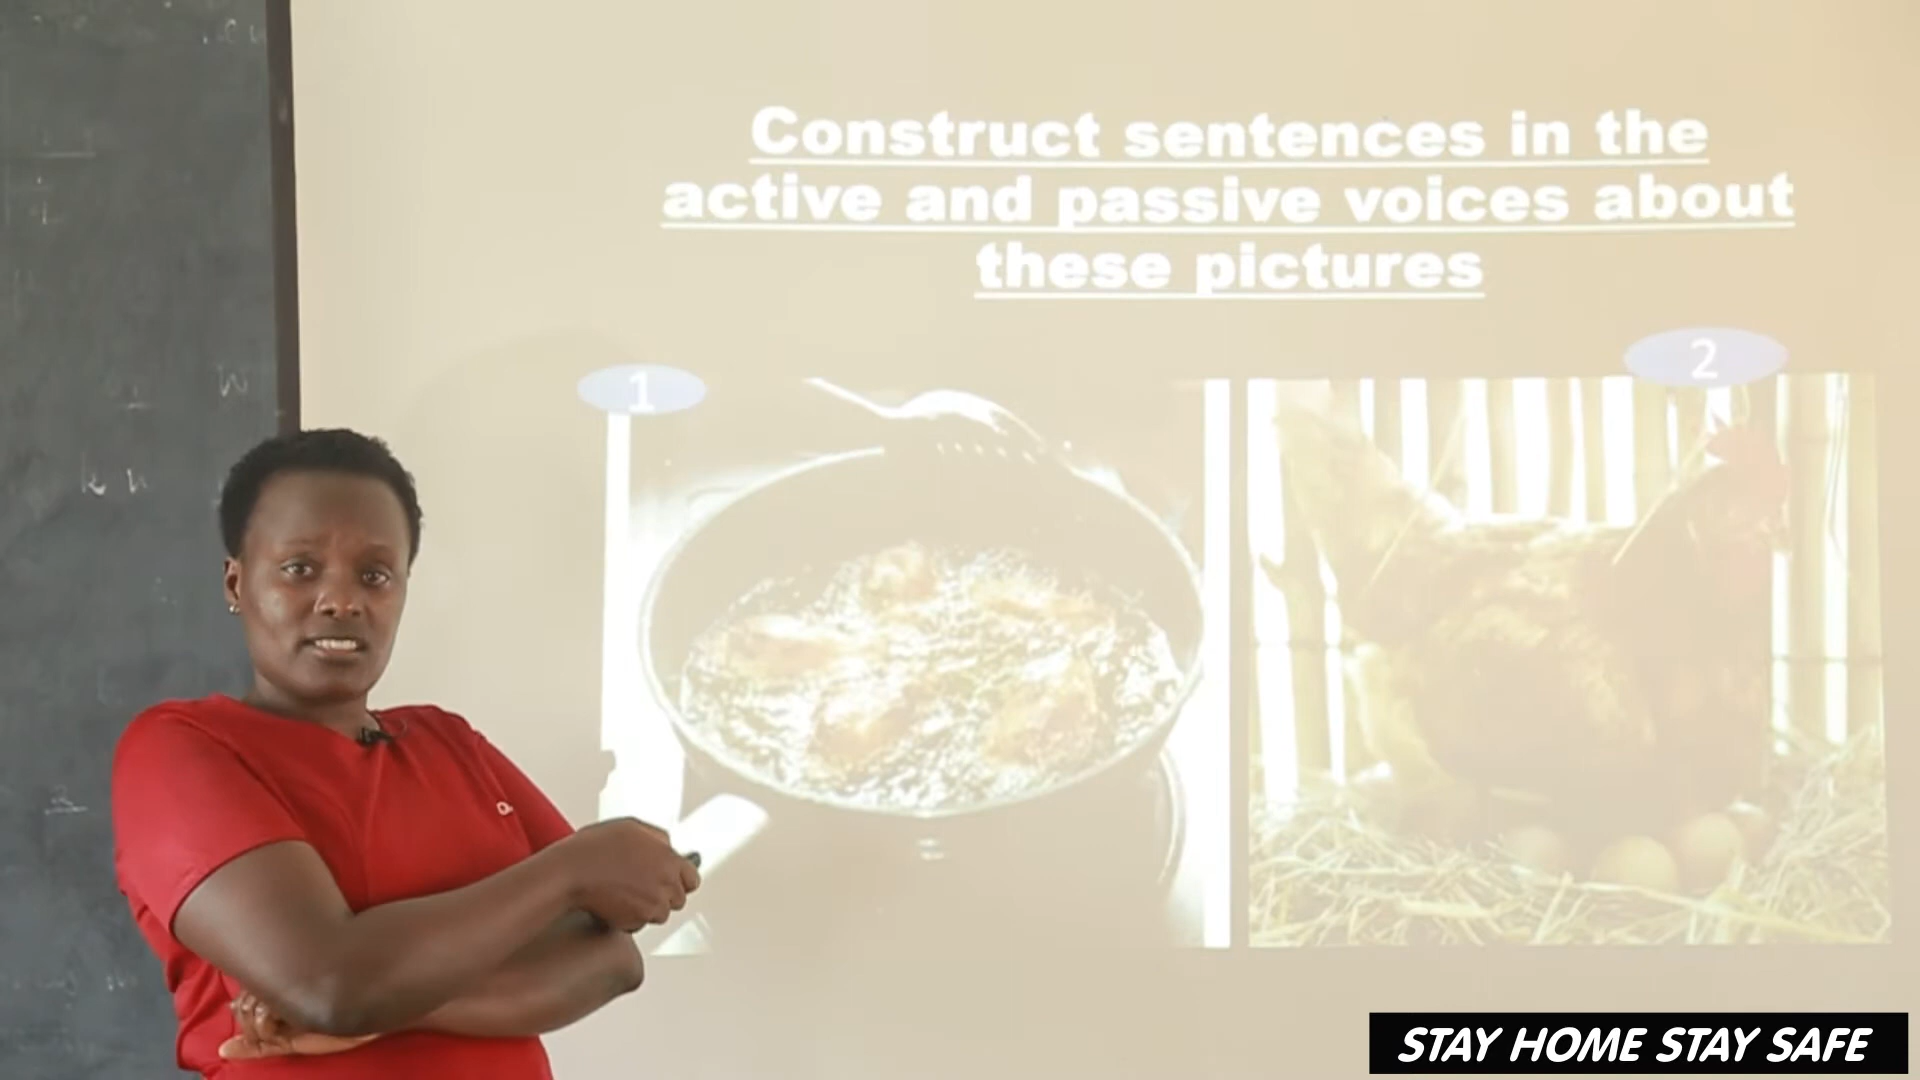 Construct sentences in the
active and passive voices about
these pictures
1
2
STAY HOME STAY SAFE